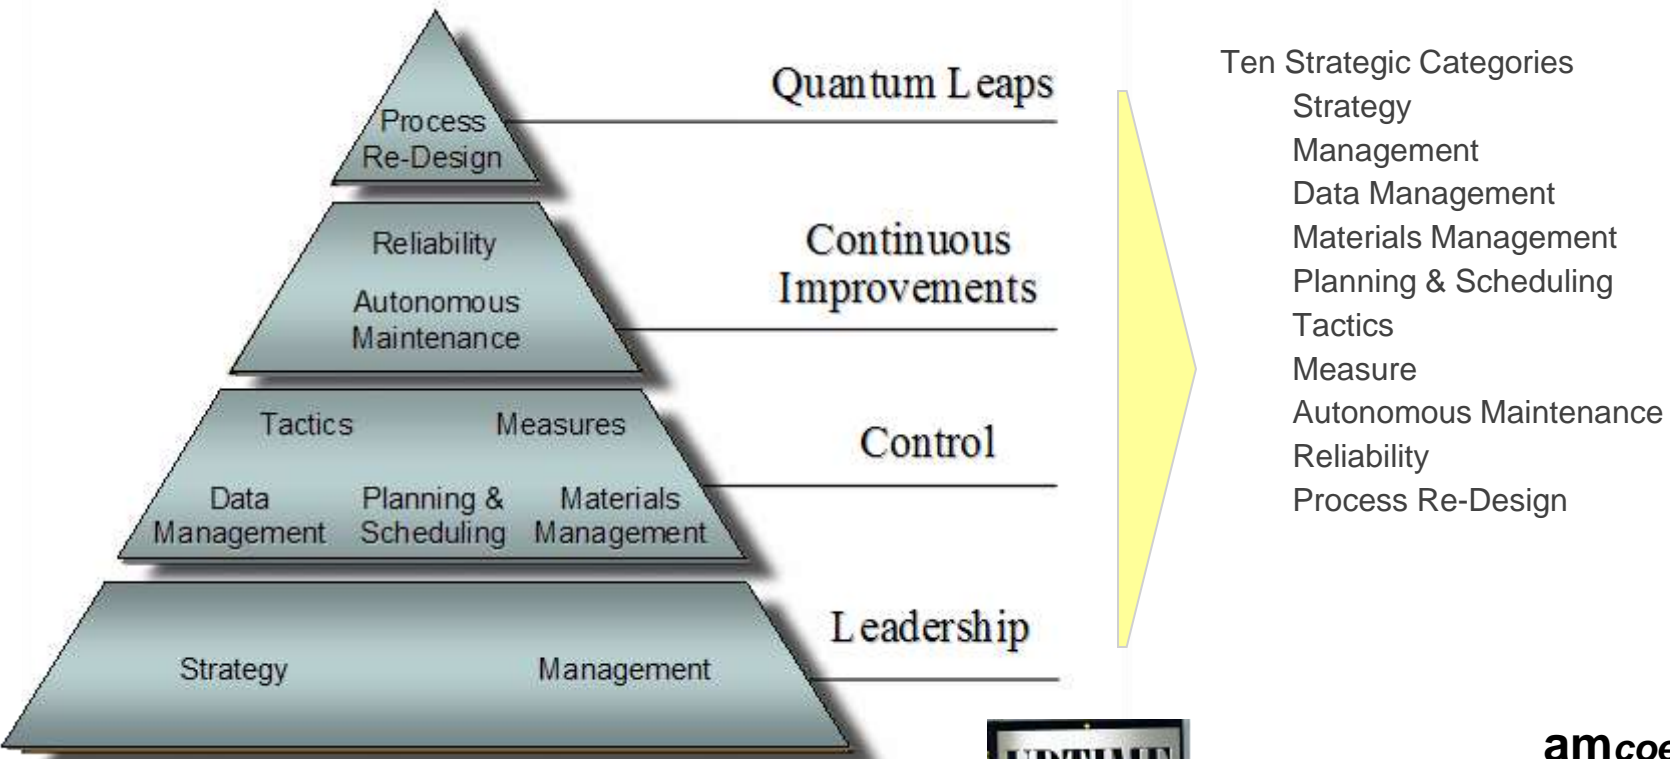 Process
Re-Design
Quantum Leaps
Reliability
Autonomous
Maintenance
Continuous
Improvements
Tactics Measures
Data
Management
Planning &
Scheduling
Materials
Management
Control
Strategy Management
Leadership
Ten Strategic Categories
Strategy
Management
Data Management
Materials Management
Planning & Scheduling
Tactics
Measure
Autonomous Maintenance
Reliability
Process Re-Design
UPTIME
amcoe